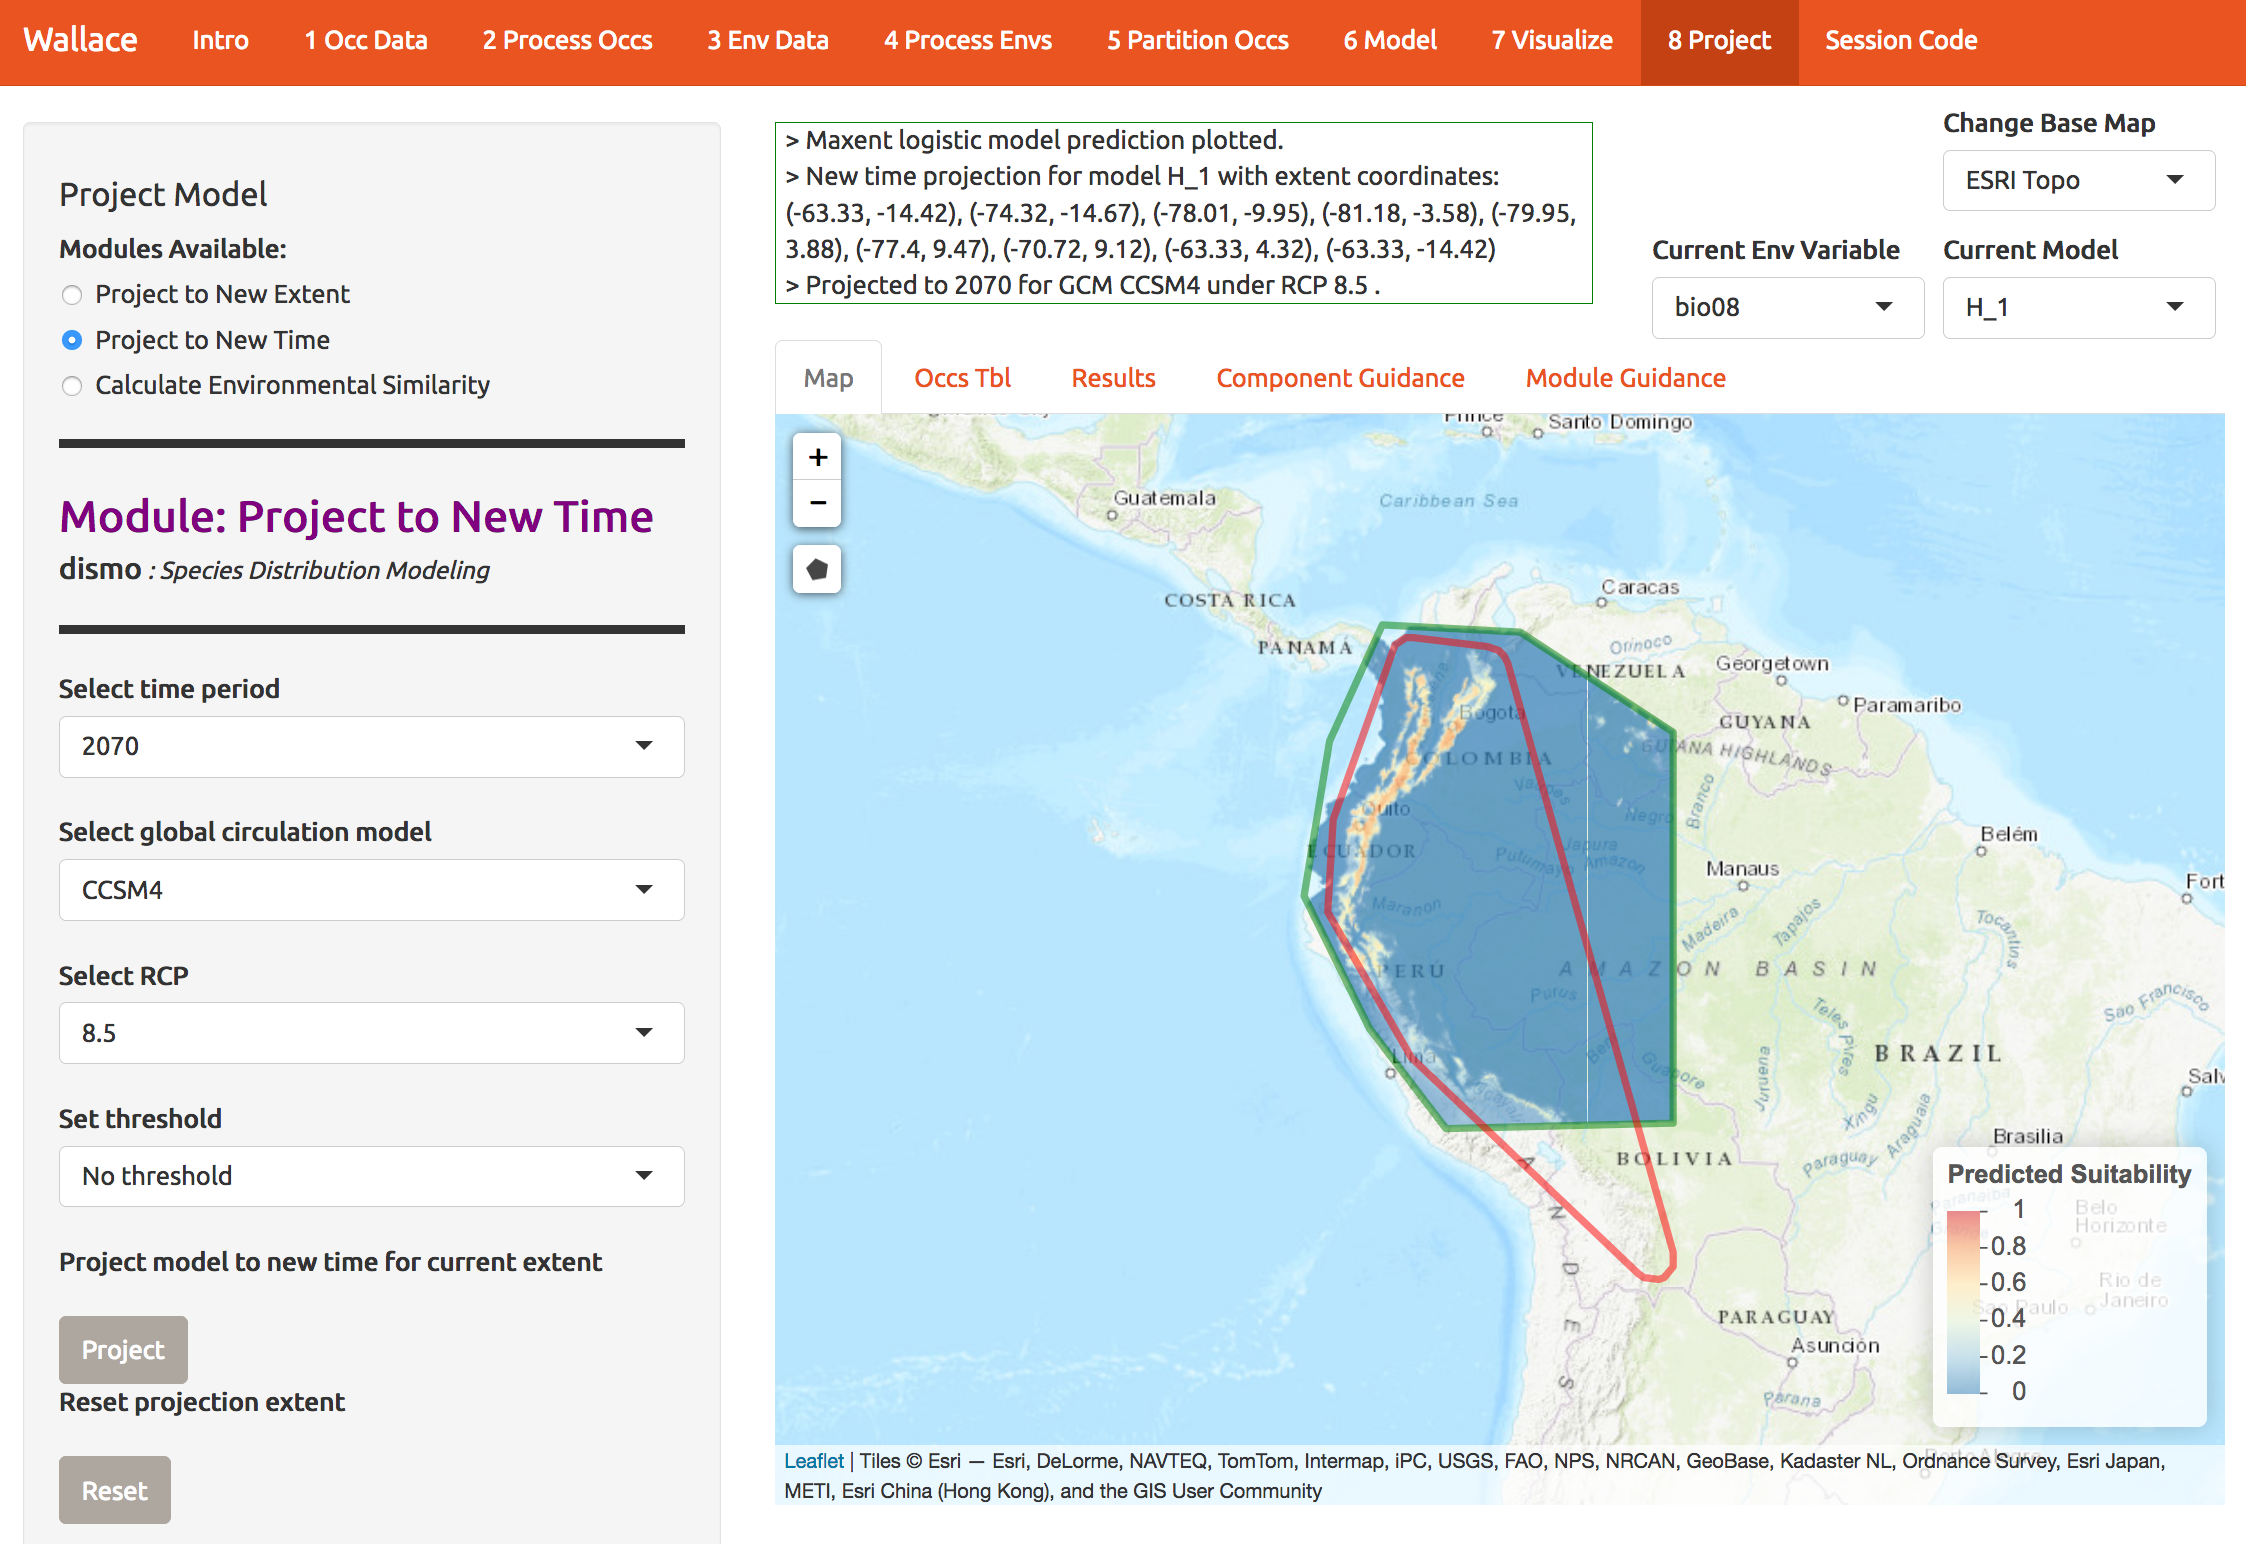 Wallace
Intro
1 Occ Data
2 Process Occs
3 Env Data
4 Process Envs
5 Partition Occs
6 Model
7 Visualize
8 Project
Session Code
Project Model
Modules Available:
Project to New Extent
Project to New Time
Calculate Environmental Similarity
Module: Project to New Time
dismo : Species Distribution Modeling
Select time period
2070
Select global circulation model
CCSM4
Select RCP
8.5
Set threshold
No threshold
Project model to new time for current extent
Project
Reset projection extent
Reset
> Maxent logistic model prediction plotted.
> New time projection for model H_1 with extent coordinates:
(-63.33, -14.42), (-74.32, -14.67), (-78.01, -9.95), (-81.18, -3.58), (-79.95,
3.88), (-77.4, 9.47), (-70.72, 9.12), (-63.33, 4.32), (-63.33, -14.42)
> Projected to 2070 for GCM CCSM4 under RCP 8.5 .
Change Base Map
ESRI Topo
Current Env Variable
bio08
Current Model
H_1
Map
Occs Tbl
Results
Component Guidance
Module Guidance
+
−
Prince
Santo Domingo
Guatemala
Caribbean Sea
COSTA RICA
Caracas
PANAMÁ
Orinoco
VENEZUELA
Georgetown
Paramaribo
Bogota
GUYANA
COLOMBIA
GUIANA HIGHLANDS
Vaupes
Branco
Quito
Negro
Belém
ECUADOR
Japura
Putumayo
Amazon
Manaus
Fort
Maranon
Madeira
Tapajos
Tocantins
PERÚ
AMAZON BASIN
Purus
Sao Francisco
Teles Pires
Lima
Beni
Guapore
Juruena
BRAZIL
Salv
Ucayali
Xingu
Araguaia
Brasilia
BOLIVIA
Paraguay
ANDES
PARAGUAY
Asunción
Parana
Predicted Suitability
1
0.8
0.6
0.4
0.2
0
Paranaiba
Belo
Horizonte
Rio de
Janeiro
Sao Paulo
Porto Alegre
Leaflet | Tiles © Esri — Esri, DeLorme, NAVTEQ, TomTom, Intermap, iPC, USGS, FAO, NPS, NRCAN, GeoBase, Kadaster NL, Ordnance Survey, Esri Japan,
METI, Esri China (Hong Kong), and the GIS User Community